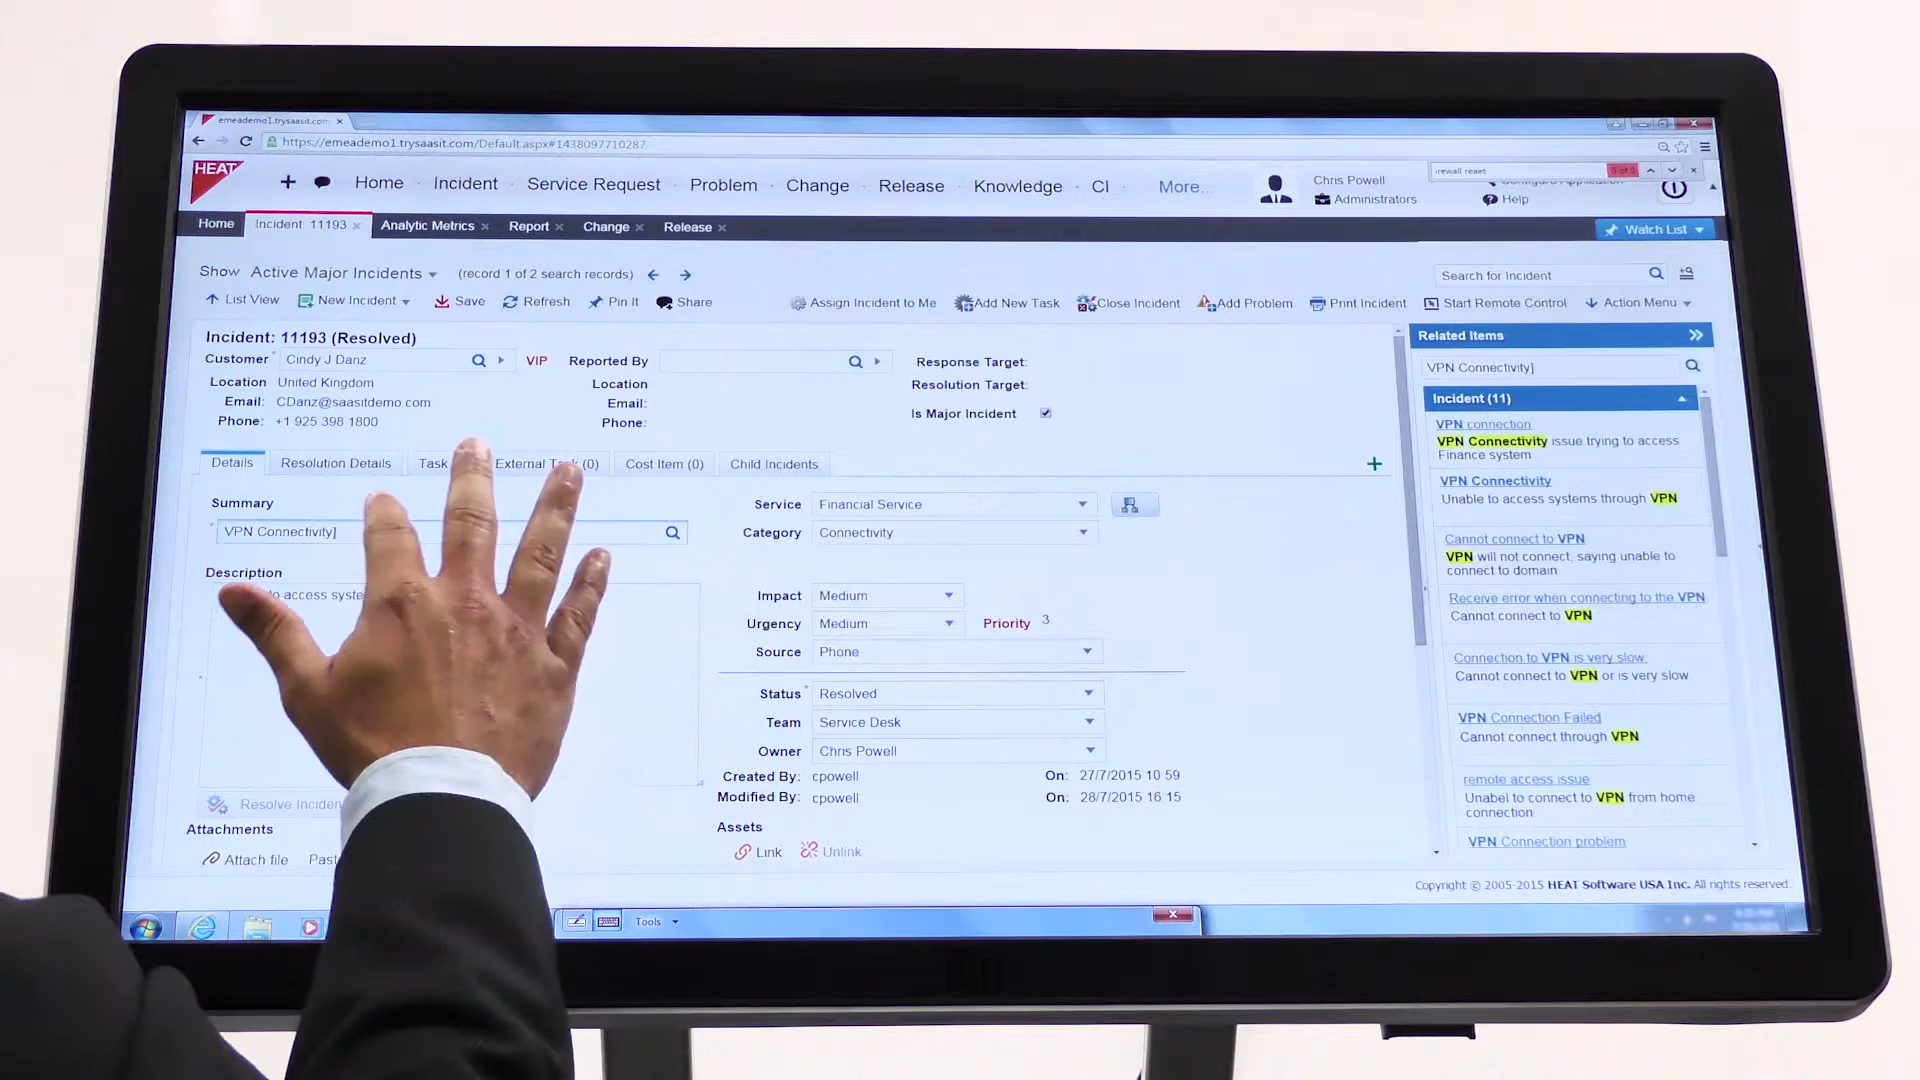 emeademo1.trysaasit.com
https://emeademo1.trysaasit.com/Default.aspx#1438097710287
HEAT
Home Incident Service Request Problem Change Release Knowledge CI More...
Chris Powell
Administrators
Help
Home Incident: 11193 Analytic Metrics Report Change Release
Watch List
Show Active Major Incidents (record 1 of 2 search records)
Search for Incident
List View New Incident Save Refresh Pin It Share Assign Incident to Me Add New Task Close Incident Add Problem Print Incident Start Remote Control Action Menu
Incident: 11193 (Resolved)
Customer * Cindy J Danz VIP
Location United Kingdom
Email: CDanz@saasitdemo.com
Phone: +1 925 398 1800
Reported By
Location
Email:
Phone:
Response Target:
Resolution Target:
Is Major Incident
Details Resolution Details Task External (0) Cost Item (0) Child Incidents
Summary
* VPN Connectivity]
Description
to access
Service Financial Service
Category Connectivity
Impact Medium
Urgency Medium Priority 3
Source Phone
Status * Resolved
Team Service Desk
Owner Chris Powell
Created By: cpowell On: 27/7/2015 10 59
Modified By: cpowell On: 28/7/2015 16 15
Resolve
Attachments
Attach file
Assets
Link Unlink
Related Items
VPN Connectivity]
Incident (11)
VPN connection
VPN Connectivity issue trying to access
Finance system
VPN Connectivity
Unable to access systems through VPN
Cannot connect to VPN
VPN will not connect, saying unable to
connect to domain
Receive error when connecting to the VPN
Cannot connect to VPN
Connection to VPN is very slow.
Cannot connect to VPN or is very slow
VPN Connection Failed
Cannot connect through VPN
remote access issue
Unabel to connect to VPN from home
connection
VPN Connection problem
Copyright © 2005-2015 HEAT Software USA Inc. All rights reserved.
Tools